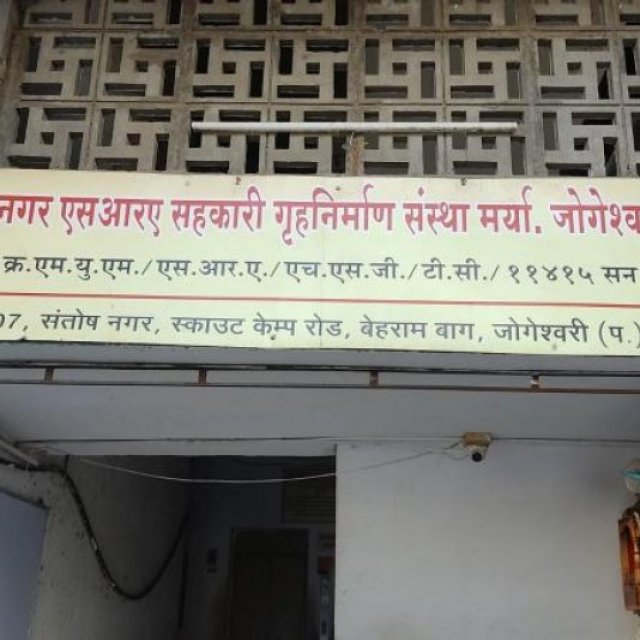 नगर एसआरए सहकारी गृहनिर्माण संस्था मर्या. जोगेश्व
क्र.एम.यु.एम./एस.आर.ए./एच.एस.जी./टी.सी./११४१५ सन
07, संतोष नगर, स्काउट केम्प रोड, वेहराम बाग, जोगेश्वरी (प.)